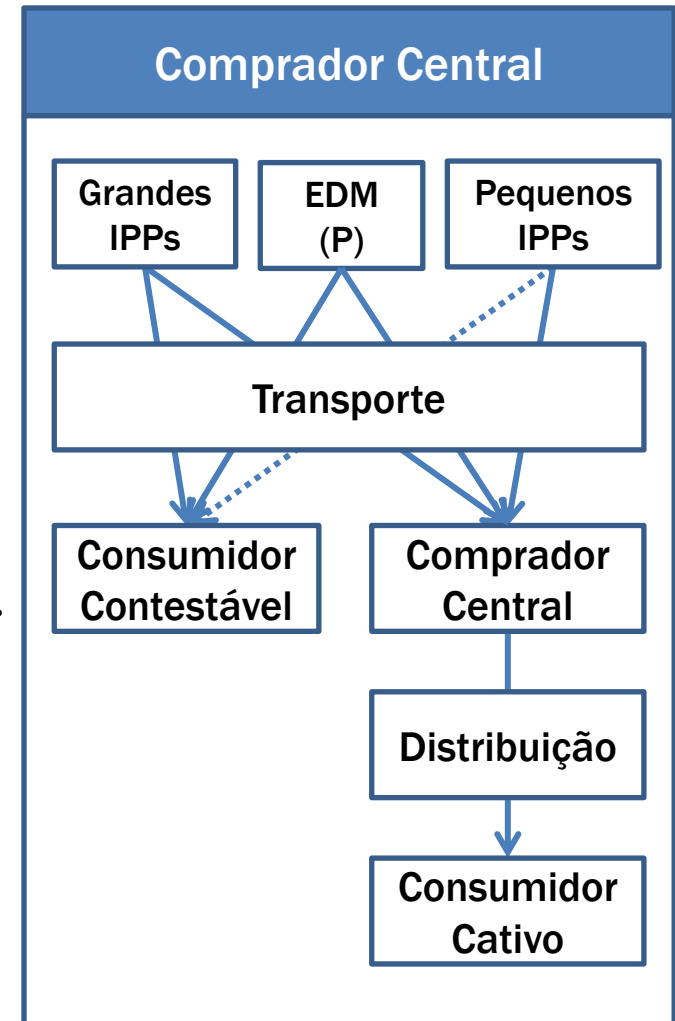 Comprador Central
Grandes
IPPs
EDM
(P)
Pequenos
IPPs
Transporte
Consumidor
Contestável
Comprador
Central
.
Distribuição
Consumidor
Cativo